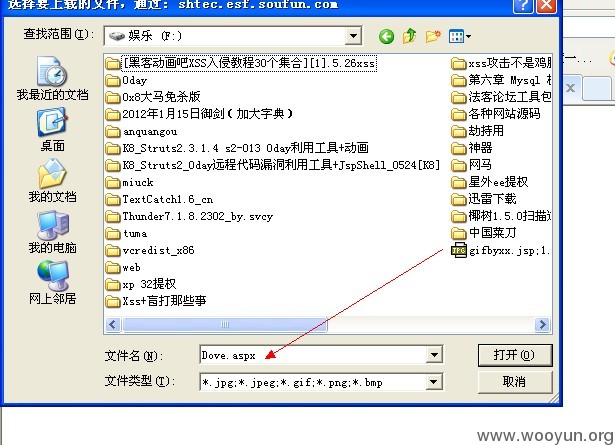 选择要上载的文件，通过: shtec.esf.soufun.com
查找范围(I): 娱乐 (F:)
我最近的文档
桌面
我的文档
我的电脑
网上邻居
[黑客动画吧XSS入侵教程30个集合][1].5.26xss
0day
0x8大马免杀版
2012年1月15日御剑（加大字典）
anquangou
K8_Struts2.3.1.4 s2-013 0day利用工具+动画
K8_Struts2_0day远程代码漏洞利用工具+JspShell_0524[K8]
miuck
TextCatch1.6_cn
Thunder7.1.8.2302_by.svcy
tuma
vcredist_x86
web
xp 32提权
Xss+盲打那些事
xss攻击不是鸡肋
第六章 Mysql
法客论坛工具包
各种网站源码
劫持用
神器
网马
星外ee提权
迅雷下载
椰树1.5.0扫描
中国菜刀
gifbyxx.jsp;1.
文件名(N): Dove.aspx 打开(O)
文件类型(T): *.jpg;*.jpeg;*.gif;*.png;*.bmp 取消
www.wooyun.org